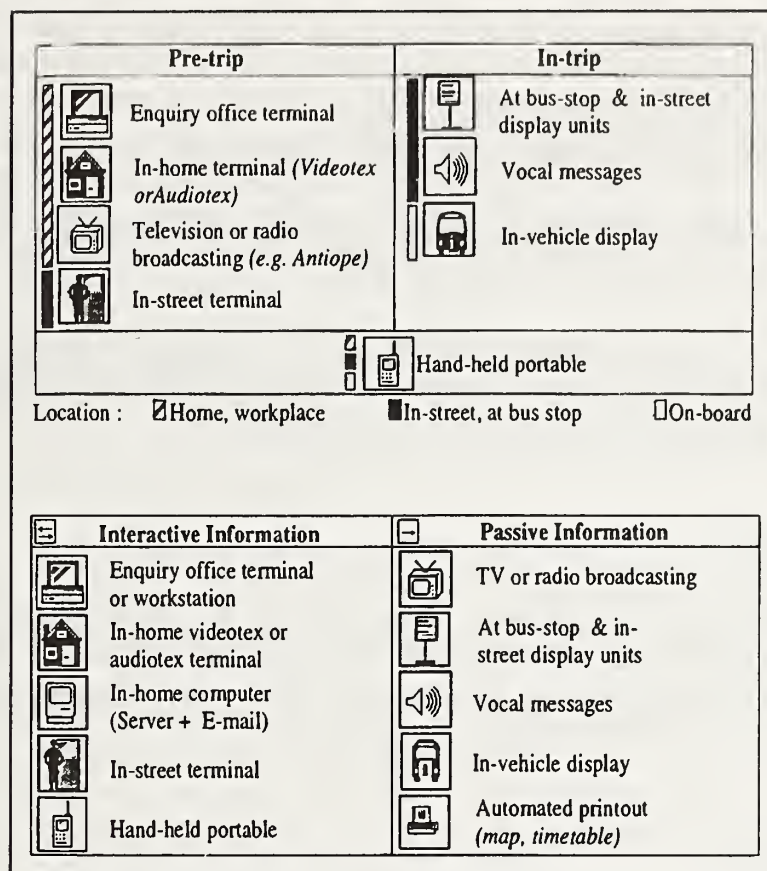 Pre-trip
In-trip
Enquiry office terminal
In-home terminal (Videotex
orAudiotex)
Television or radio
broadcasting (e.g. Antiope)
In-street terminal
At bus-stop & in-street
display units
Vocal messages
In-vehicle display
Hand-held portable
Location : Home, workplace In-street, at bus stop On-board
Interactive Information
Enquiry office terminal
or workstation
In-home videotex or
audiotex terminal
In-home computer
(Server + E-mail)
In-street terminal
Hand-held portable
Passive Information
TV or radio broadcasting
At bus-stop & in-
street display units
Vocal messages
In-vehicle display
Automated printout
(map, timetable)